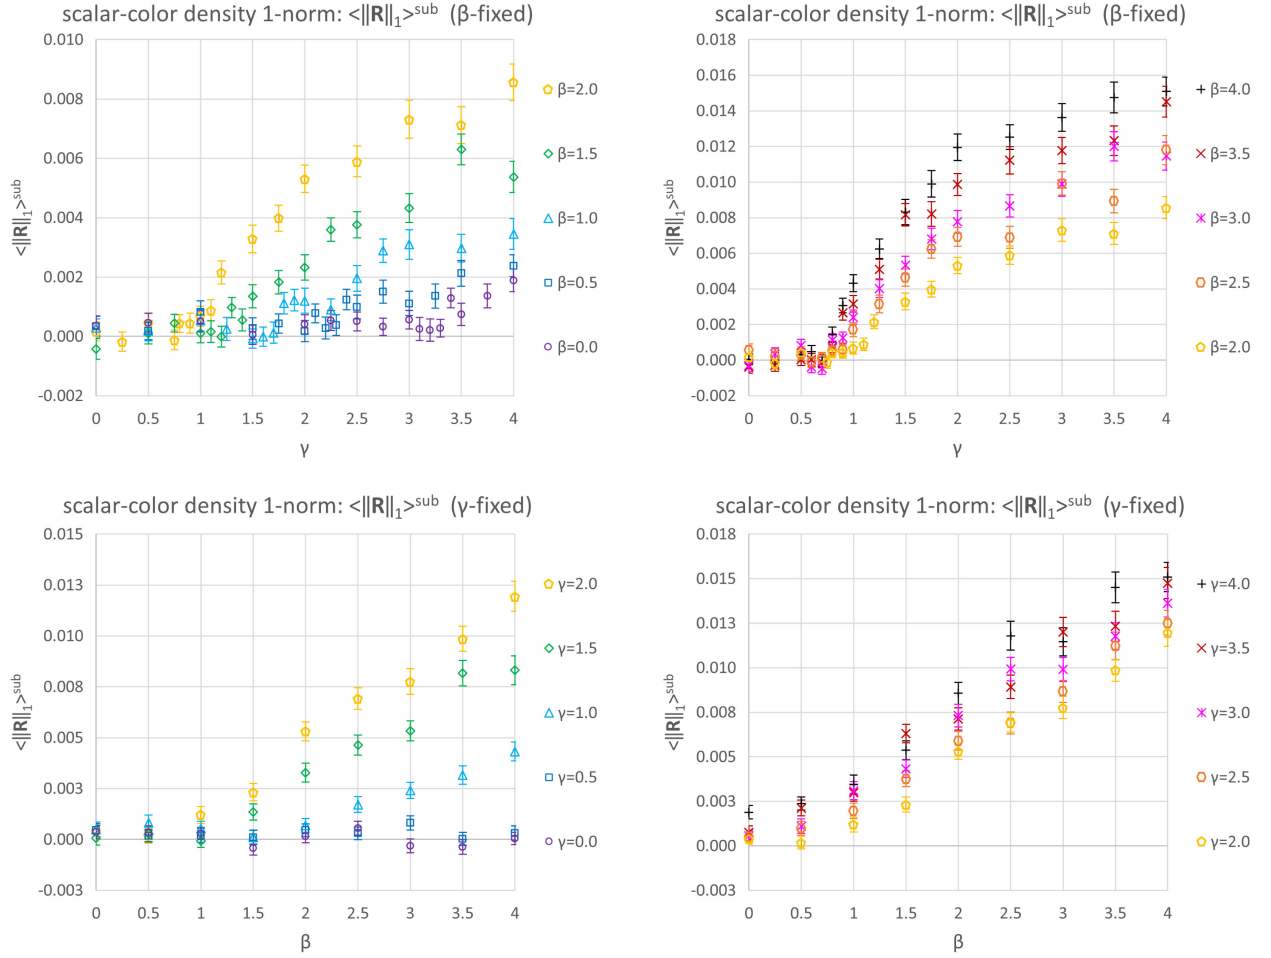 scalar-color density 1-norm: <‖R‖₁>ˢᵘᵇ (β-fixed)
0.010
0.008
0.006
0.004
0.002
0.000
-0.002
<‖R‖₁>ˢᵘᵇ
0 0.5 1 1.5 2 2.5 3 3.5 4
γ
β=2.0
β=1.5
β=1.0
β=0.5
β=0.0
scalar-color density 1-norm: <‖R‖₁>ˢᵘᵇ (β-fixed)
0.018
0.016
0.014
0.012
0.010
0.008
0.006
0.004
0.002
0.000
-0.002
<‖R‖₁>ˢᵘᵇ
0 0.5 1 1.5 2 2.5 3 3.5 4
γ
β=4.0
β=3.5
β=3.0
β=2.5
β=2.0
scalar-color density 1-norm: <‖R‖₁>ˢᵘᵇ (γ-fixed)
0.015
0.013
0.010
0.008
0.005
0.003
0.000
-0.003
<‖R‖₁>ˢᵘᵇ
0 0.5 1 1.5 2 2.5 3 3.5 4
β
γ=2.0
γ=1.5
γ=1.0
γ=0.5
γ=0.0
scalar-color density 1-norm: <‖R‖₁>ˢᵘᵇ (γ-fixed)
0.018
0.015
0.013
0.010
0.008
0.005
0.003
0.000
-0.003
<‖R‖₁>ˢᵘᵇ
0 0.5 1 1.5 2 2.5 3 3.5 4
β
γ=4.0
γ=3.5
γ=3.0
γ=2.5
γ=2.0